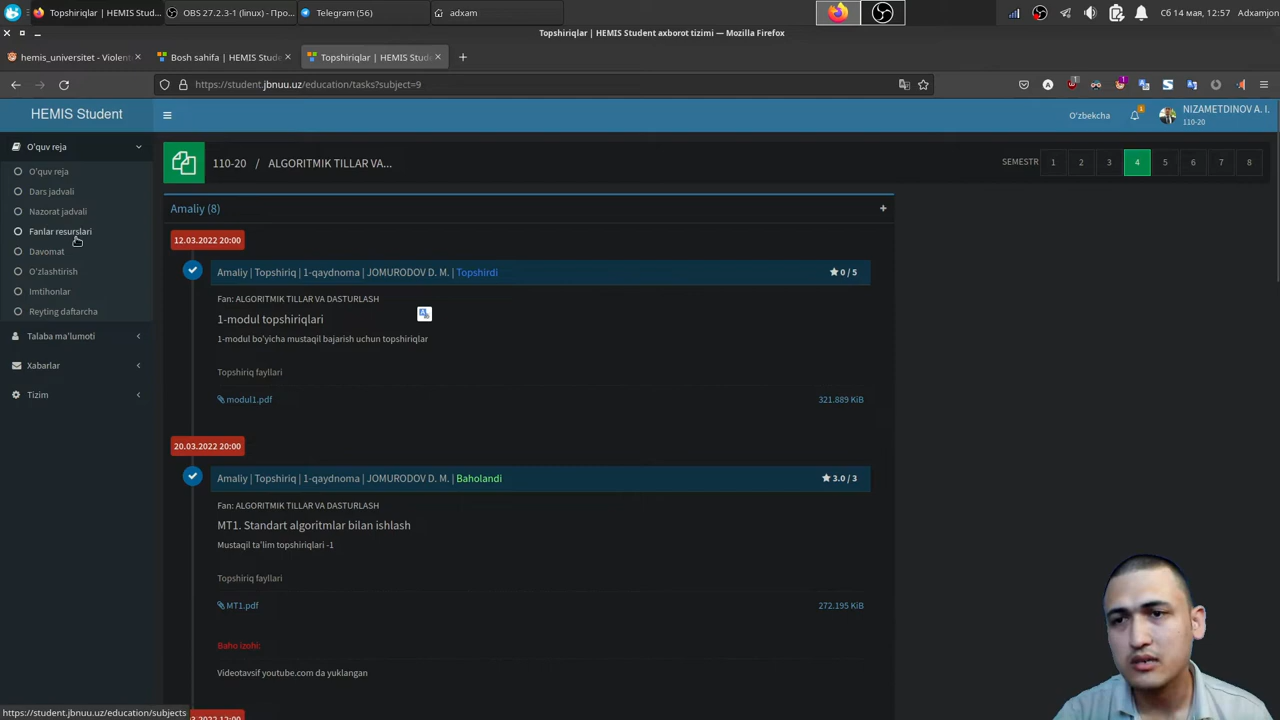 Topshiriqlar | HEMIS Stud…
OBS 27.2.3-1 (linux) - Про…
Telegram (56)
adxam
Сб 14 мая, 12:57
Adxamjon
Topshiriqlar | HEMIS Student axborot tizimi — Mozilla Firefox
hemis_universitet - Violent
Bosh sahifa | HEMIS Stude
Topshiriqlar | HEMIS Stude
https://student.jbnuu.uz/education/tasks?subject=9
HEMIS Student
O'zbekcha
1
NIZAMETDINOV A. I.
110-20
O'quv reja
O'quv reja
Dars jadvali
Nazorat jadvali
Fanlar resurslari
Davomat
O'zlashtirish
Imtihonlar
Reyting daftarcha
Talaba ma'lumoti
Xabarlar
Tizim
110-20 / ALGORITMIK TILLAR VA...
SEMESTR 1 2 3 4 5 6 7 8
Amaliy (8)
12.03.2022 20:00
Amaliy | Topshiriq | 1-qaydnoma | JOMURODOV D. M. | Topshirdi
0 / 5
Fan: ALGORITMIK TILLAR VA DASTURLASH
1-modul topshiriqlari
1-modul bo'yicha mustaqil bajarish uchun topshiriqlar
Topshiriq fayllari
modul1.pdf
321.889 KiB
20.03.2022 20:00
Amaliy | Topshiriq | 1-qaydnoma | JOMURODOV D. M. | Baholandi
3.0 / 3
Fan: ALGORITMIK TILLAR VA DASTURLASH
MT1. Standart algoritmlar bilan ishlash
Mustaqil ta'lim topshiriqlari -1
Topshiriq fayllari
MT1.pdf
272.195 KiB
Baho izohi:
Videotavsif youtube.com da yuklangan
https://student.jbnuu.uz/education/subjects